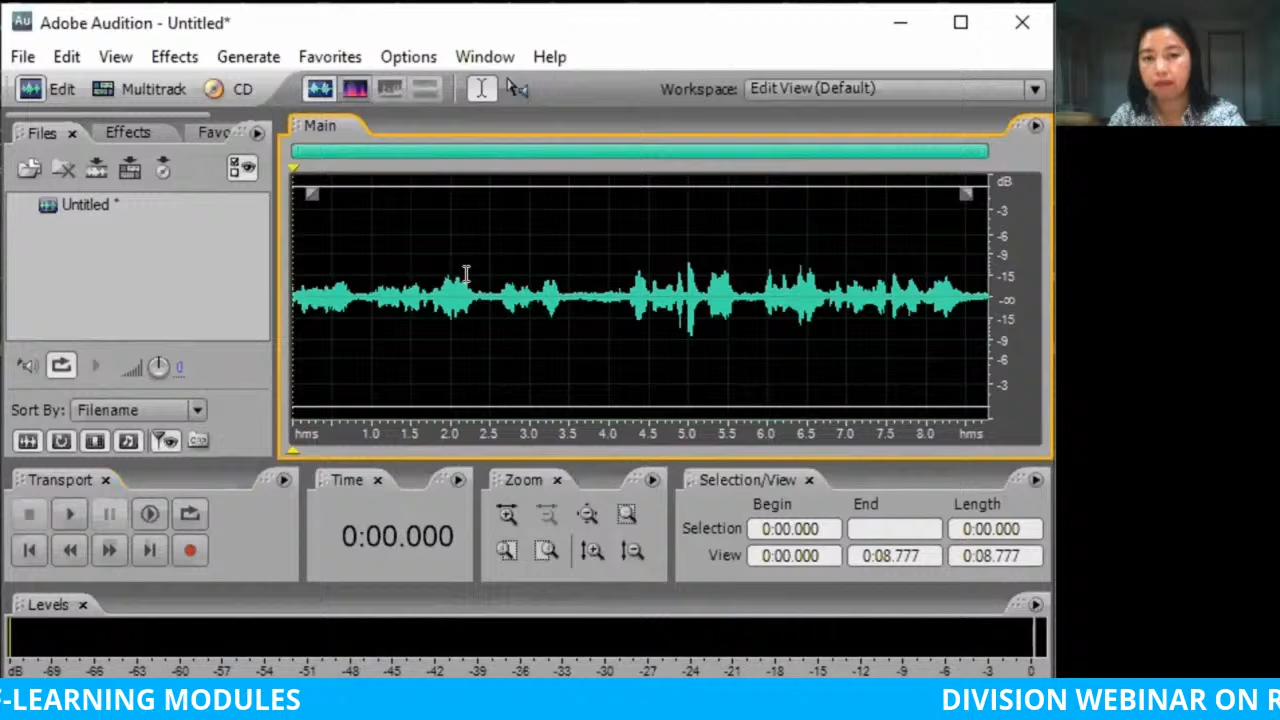 Adobe Audition - Untitled*
File Edit View Effects Generate Favorites Options Window Help
Edit Multitrack CD Workspace: Edit View (Default)
Files Effects Favo Main
dB
Untitled *
-3
-6
-9
-15
-∞
-15
-9
-6
-3
0
Sort By: Filename
hms 1.0 1.5 2.0 2.5 3.0 3.5 4.0 4.5 5.0 5.5 6.0 6.5 7.0 7.5 8.0 hms
Transport Time Zoom Selection/View
Begin End Length
Selection 0:00.000 0:00.000
0:00.000
View 0:00.000 0:08.777 0:08.777
Levels
dB -69 -66 -63 -60 -57 -54 -51 -48 -45 -42 -39 -36 -33 -30 -27 -24 -21 -18 -15 -12 -9 -6 -3 0
F-LEARNING MODULES DIVISION WEBINAR ON R